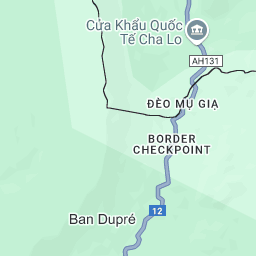 Cửa Khẩu Quốc
Tế Cha Lo
AH131
ĐÈO MỤ GIẠ
BORDER
CHECKPOINT
12
Ban Dupré